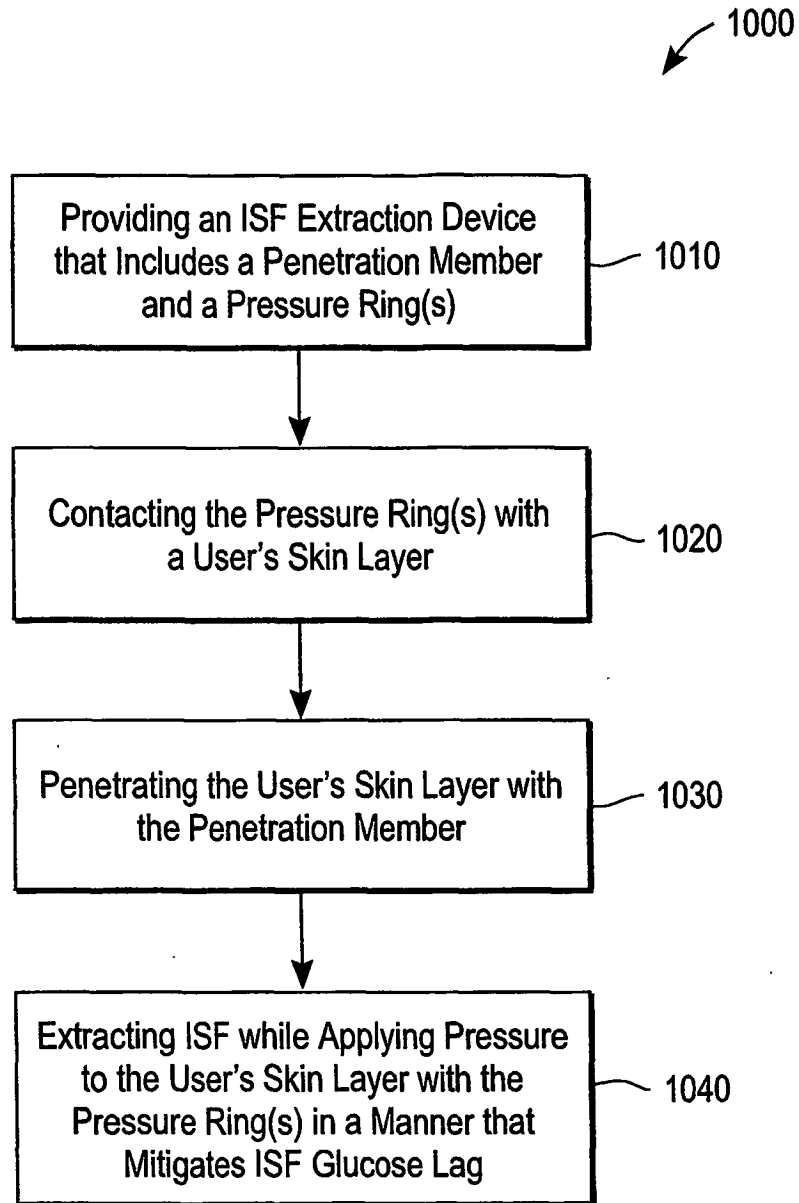 1000
Providing an ISF Extraction Device
that Includes a Penetration Member
and a Pressure Ring(s)
1010
Contacting the Pressure Ring(s) with
a User's Skin Layer
1020
Penetrating the User's Skin Layer with
the Penetration Member
1030
Extracting ISF while Applying Pressure
to the User's Skin Layer with the
Pressure Ring(s) in a Manner that
Mitigates ISF Glucose Lag
1040